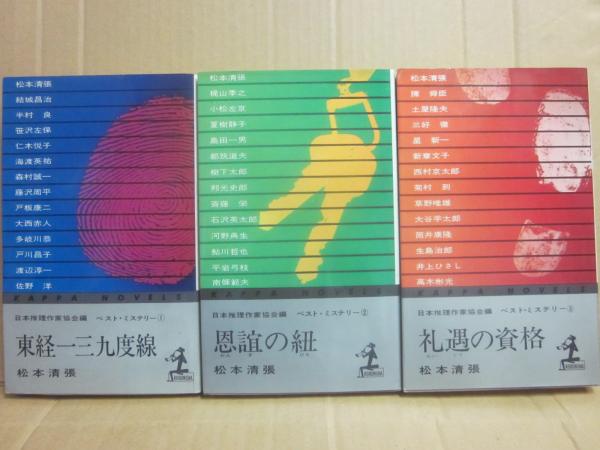 松本清張
結城昌治
半村 良
笹沢左保
仁木悦子
海渡英祐
森村誠一
藤沢周平
戸板康二
大西赤人
多岐川恭
戸川昌子
渡辺淳一
佐野 洋
KAPPA NOVELS
日本推理作家協会編 ベスト・ミステリー①
東経一三九度線
松本清張
松本清張
梶山季之
小松左京
夏樹静子
島田一男
都筑道夫
樹下太郎
邦光史郎
斎藤 栄
石沢英太郎
河野典生
鮎川哲也
平岩弓枝
南條範夫
KAPPA NOVELS
日本推理作家協会編 ベスト・ミステリー②
恩誼の紐
おん ぎ ひも
松本清張
松本清張
陳 舜臣
土屋隆夫
三好 徹
星 新一
新章文子
西村京太郎
菊村 到
草野唯雄
大谷羊太郎
筒井康隆
生島治郎
井上ひさし
高木彬光
KAPPA NOVELS
日本推理作家協会編 ベスト・ミステリー③
礼遇の資格
松本清張